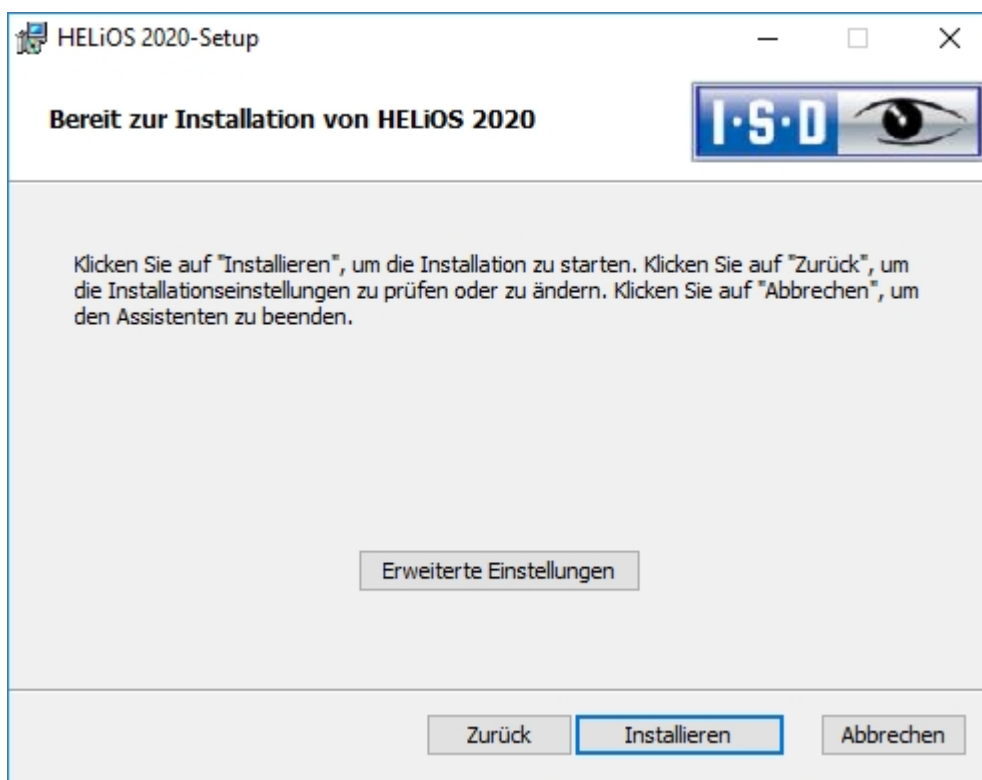 HELiOS 2020-Setup
Bereit zur Installation von HELiOS 2020
I·S·D
Klicken Sie auf "Installieren", um die Installation zu starten. Klicken Sie auf "Zurück", um
die Installationseinstellungen zu prüfen oder zu ändern. Klicken Sie auf "Abbrechen", um
den Assistenten zu beenden.
Erweiterte Einstellungen
Zurück
Installieren
Abbrechen